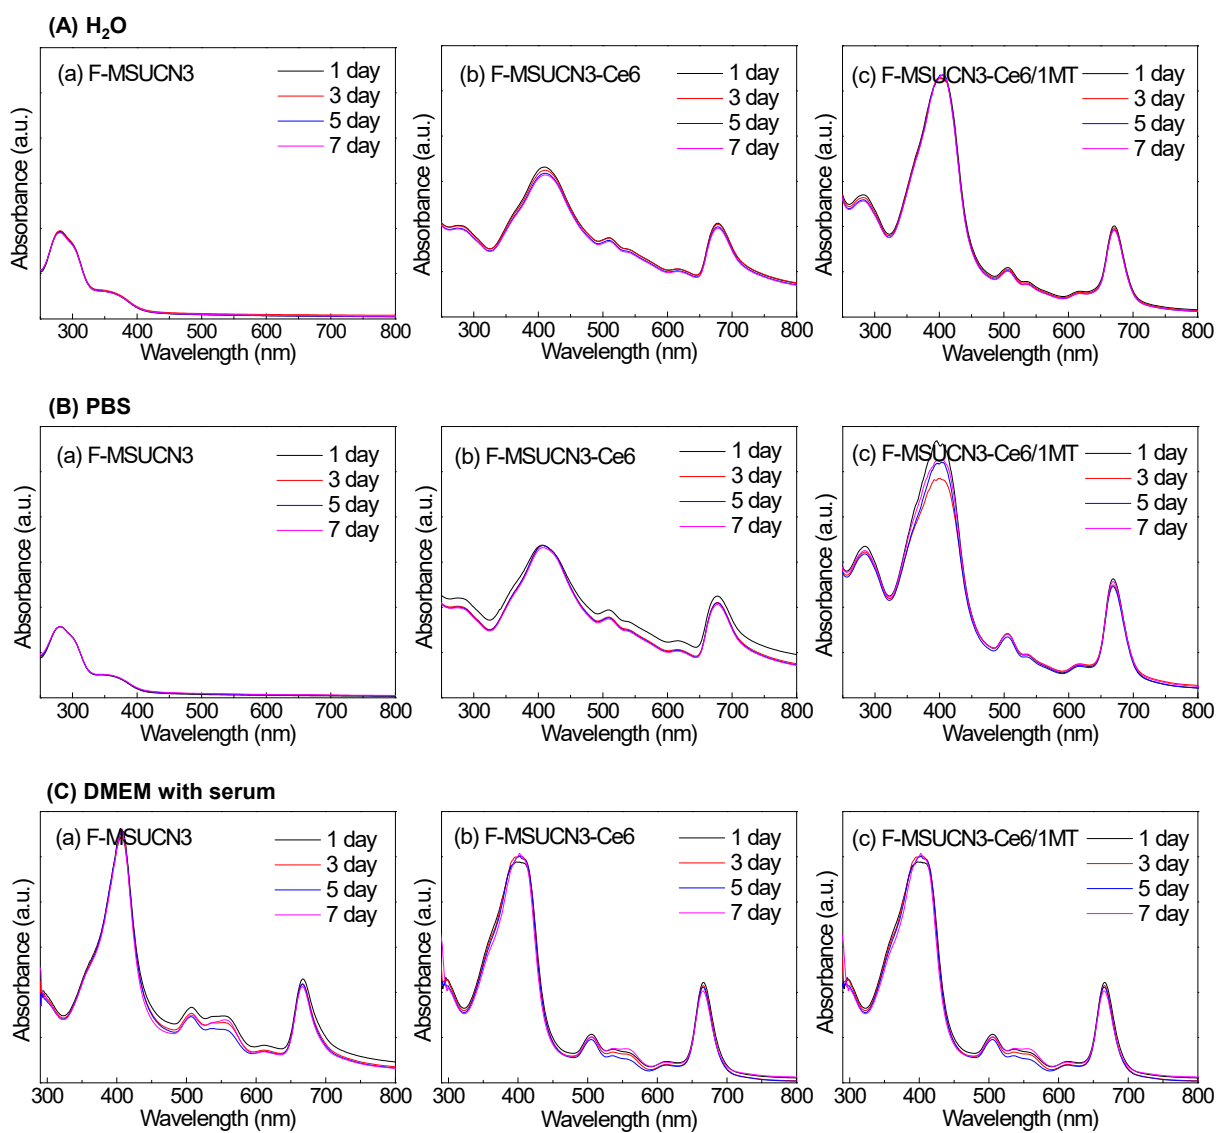 (A) H₂O
(a) F-MSUCN3
1 day
3 day
5 day
7 day
Absorbance (a.u.)
300 400 500 600 700 800
Wavelength (nm)
(b) F-MSUCN3-Ce6
1 day
3 day
5 day
7 day
Absorbance (a.u.)
300 400 500 600 700 800
Wavelength (nm)
(c) F-MSUCN3-Ce6/1MT
1 day
3 day
5 day
7 day
Absorbance (a.u.)
300 400 500 600 700 800
Wavelength (nm)
(B) PBS
(a) F-MSUCN3
1 day
3 day
5 day
7 day
Absorbance (a.u.)
300 400 500 600 700 800
Wavelength (nm)
(b) F-MSUCN3-Ce6
1 day
3 day
5 day
7 day
Absorbance (a.u.)
300 400 500 600 700 800
Wavelength (nm)
(c) F-MSUCN3-Ce6/1MT
1 day
3 day
5 day
7 day
Absorbance (a.u.)
300 400 500 600 700 800
Wavelength (nm)
(C) DMEM with serum
(a) F-MSUCN3
1 day
3 day
5 day
7 day
Absorbance (a.u.)
300 400 500 600 700 800
Wavelength (nm)
(b) F-MSUCN3-Ce6
1 day
3 day
5 day
7 day
Absorbance (a.u.)
300 400 500 600 700 800
Wavelength (nm)
(c) F-MSUCN3-Ce6/1MT
1 day
3 day
5 day
7 day
Absorbance (a.u.)
300 400 500 600 700 800
Wavelength (nm)